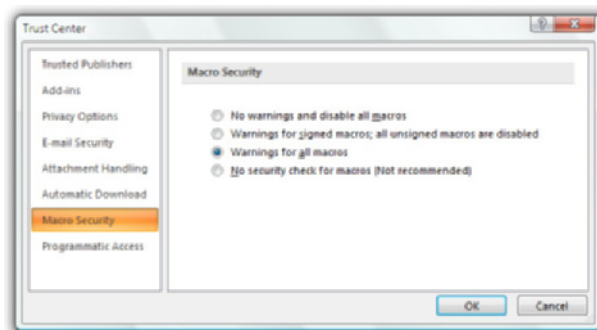 Trust Center
Trusted Publishers
Add-ins
Privacy Options
E-mail Security
Attachment Handling
Automatic Download
Macro Security
Programmatic Access
Macro Security
No warnings and disable all macros
Warnings for signed macros; all unsigned macros are disabled
Warnings for all macros
No security check for macros (Not recommended)
OK
Cancel